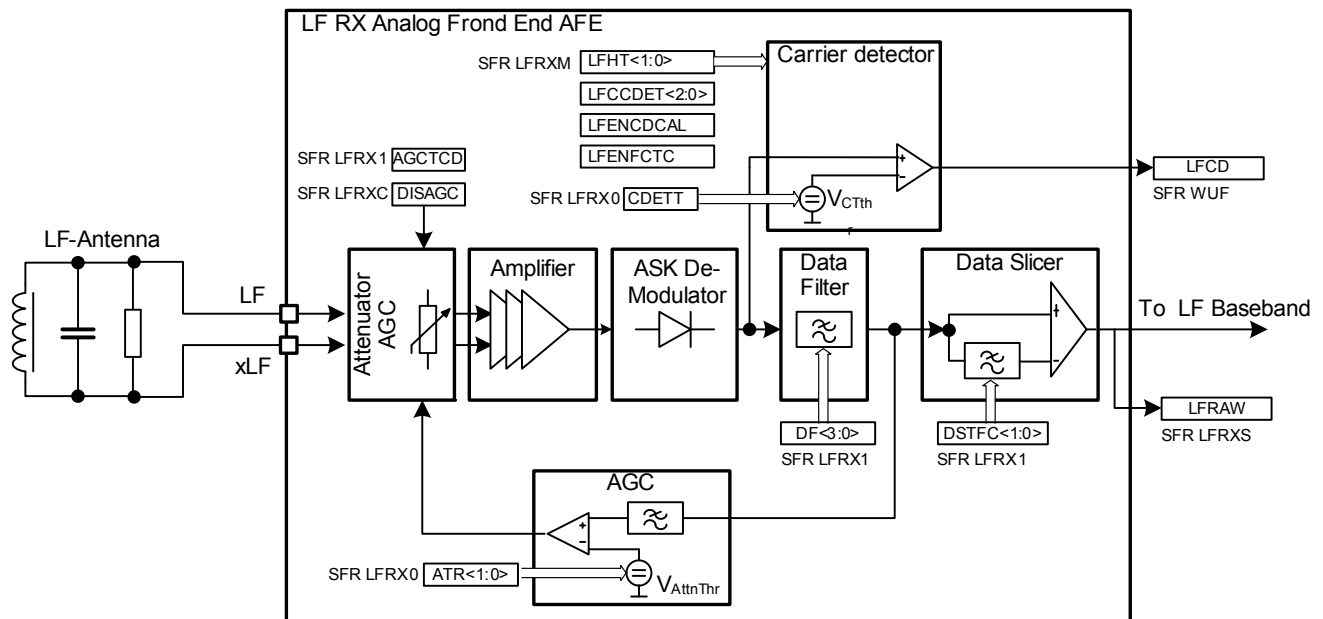 LF RX Analog Frond End AFE
SFR LFRXM
LFHT<1:0>
LFCCDET<2:0>
LFENCDCAL
LFENFCTC
Carrier detector
+
-
SFR LFRX0
CDETT
VCTth
r
LFCD
SFR WUF
SFR LFRX1
AGCTCD
SFR LFRXC
DISAGC
LF-Antenna
LF
xLF
Attenuator
AGC
Amplifier
ASK De-
Modulator
Data
Filter
Data Slicer
+
-
To LF Baseband
DF<3:0>
SFR LFRX1
DSTFC<1:0>
SFR LFRX1
LFRAW
SFR LFRXS
AGC
+
-
SFR LFRX0
ATR<1:0>
VAttnThr